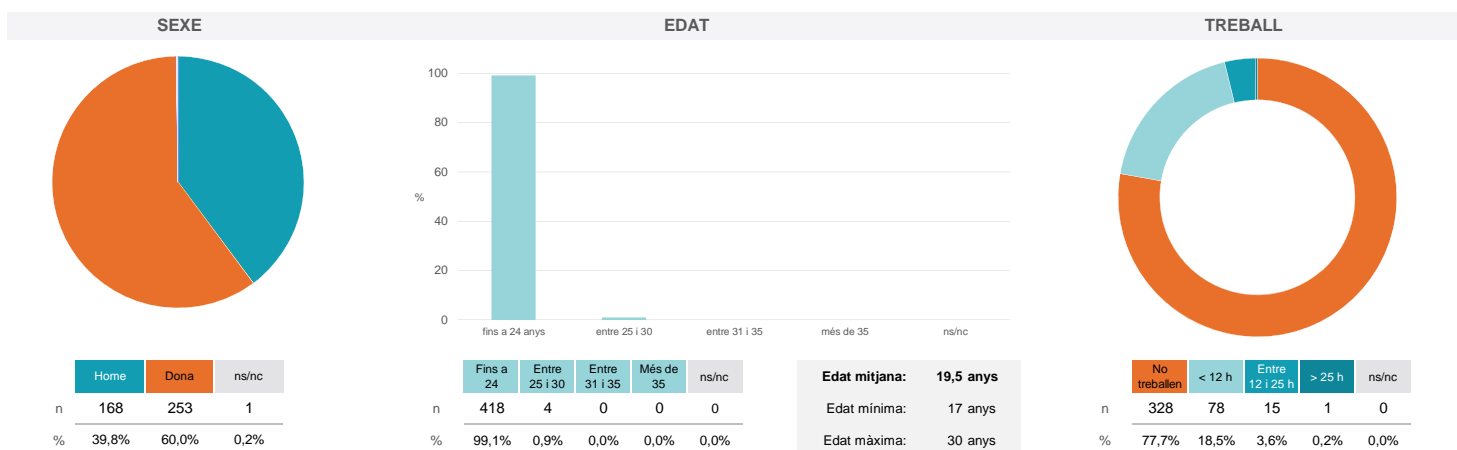 SEXE EDAT TREBALL
100
80
60
%
40
20
0
fins a 24 anys entre 25 i 30 entre 31 i 35 més de 35 ns/nc
Home Dona ns/nc
n 168 253 1
% 39,8% 60,0% 0,2%
Fins a 24 Entre 25 i 30 Entre 31 i 35 Més de 35 ns/nc
n 418 4 0 0 0
% 99,1% 0,9% 0,0% 0,0% 0,0%
Edat mitjana: 19,5 anys
Edat mínima: 17 anys
Edat màxima: 30 anys
No treballen < 12 h Entre 12 i 25 h > 25 h ns/nc
n 328 78 15 1 0
% 77,7% 18,5% 3,6% 0,2% 0,0%